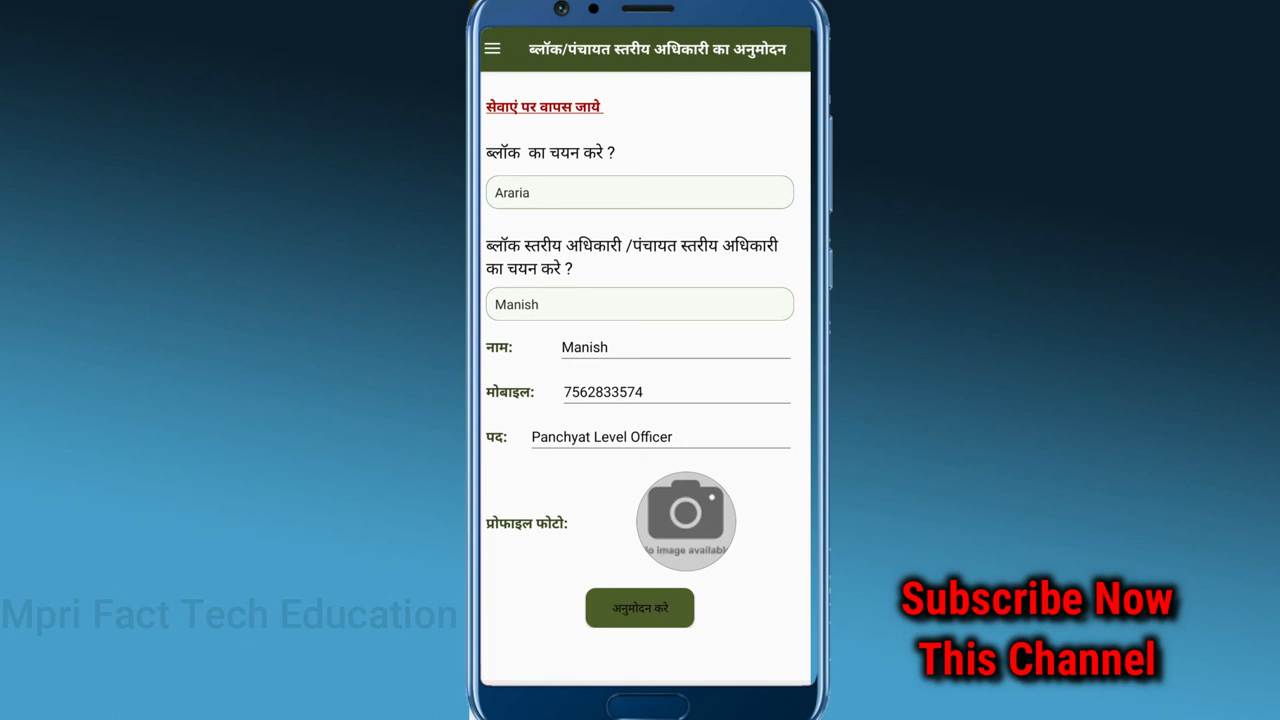 ब्लॉक/पंचायत स्तरीय अधिकारी का अनुमोदन
सेवाएं पर वापस जाये
ब्लॉक का चयन करे ?
Araria
ब्लॉक स्तरीय अधिकारी /पंचायत स्तरीय अधिकारी
का चयन करे ?
Manish
नाम: Manish
मोबाइल: 7562833574
पद: Panchyat Level Officer
प्रोफाइल फोटो:
image
अनुमोदन करे
Mpri Fact Tech Education
Subscribe Now
This Channel